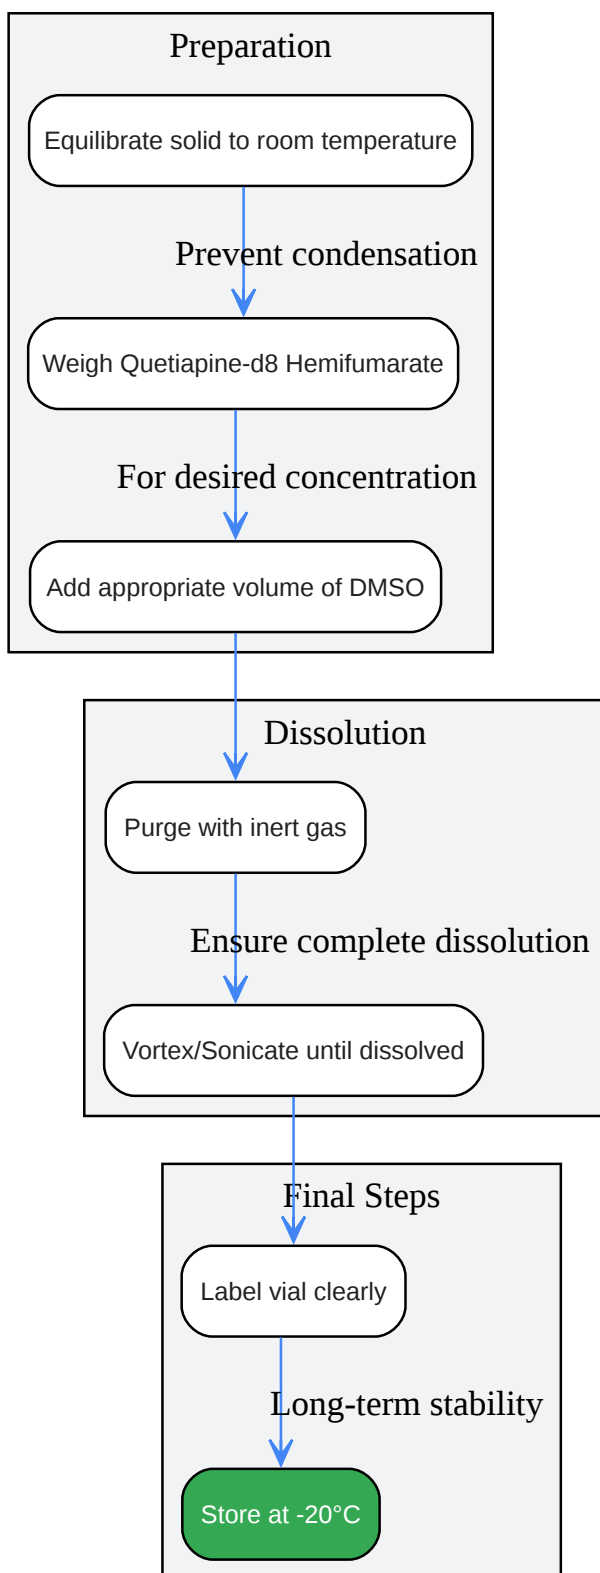 Preparation
Equilibrate solid to room temperature
Prevent condensation
Weigh Quetiapine-d8 Hemifumarate
For desired concentration
Add appropriate volume of DMSO
Dissolution
Purge with inert gas
Ensure complete dissolution
Vortex/Sonicate until dissolved
Final Steps
Label vial clearly
Long-term stability
Store at -20°C